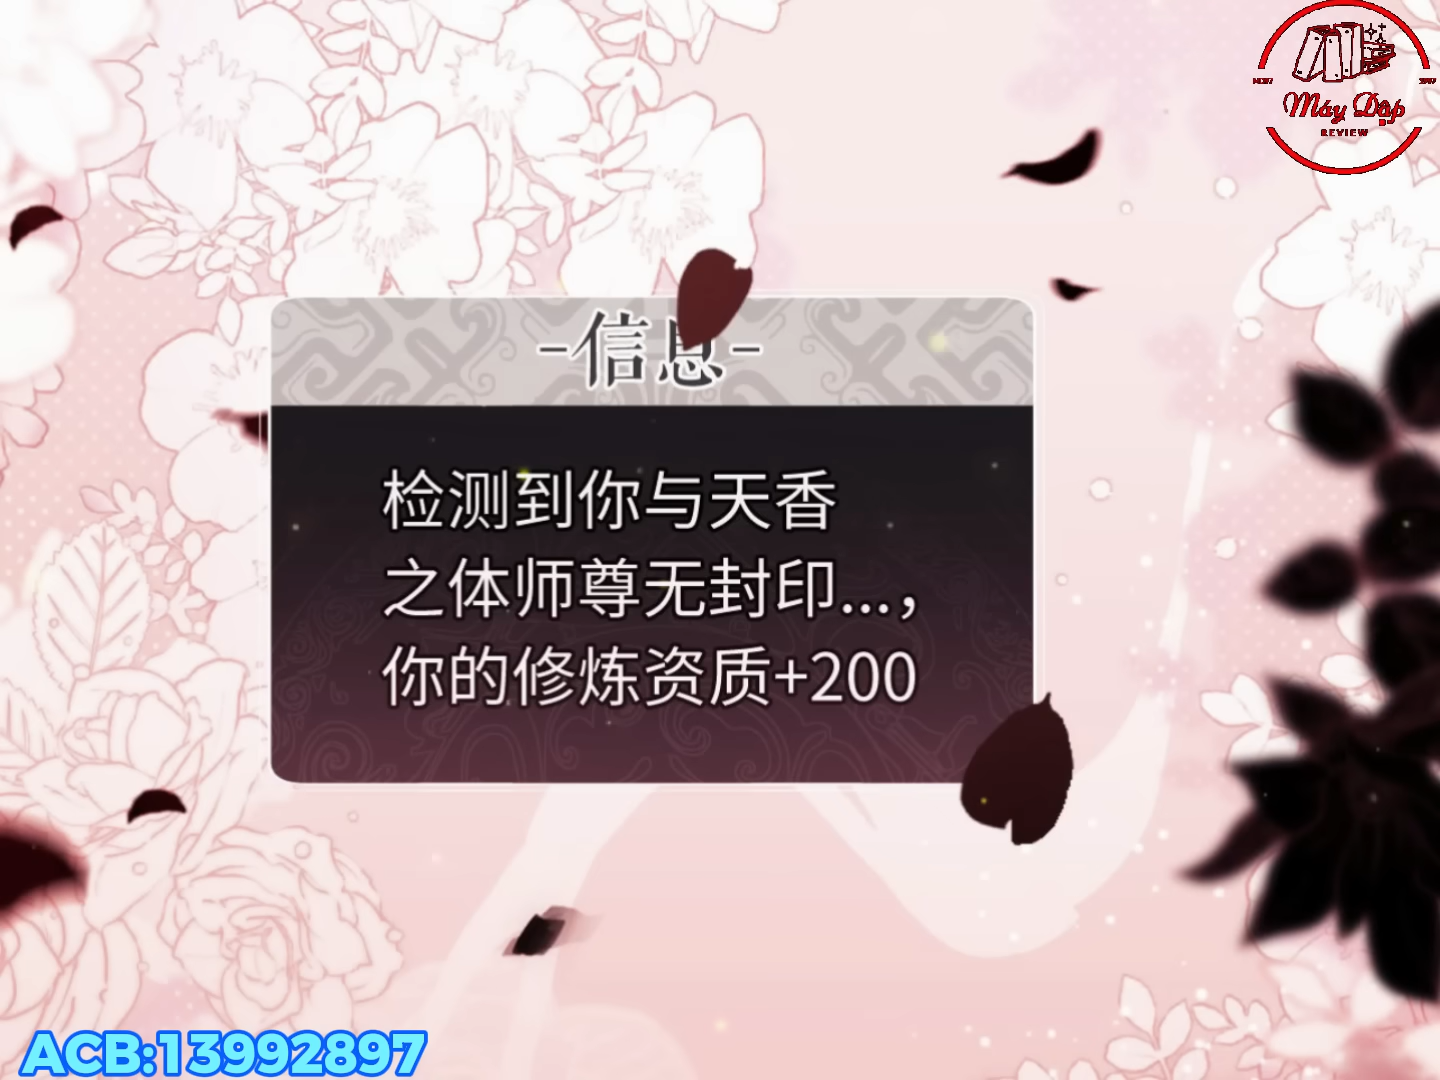 Máy Dập
REVIEW
-信息-
检测到你与天香
之体师尊无封印...，
你的修炼资质+200
ACB:13992897